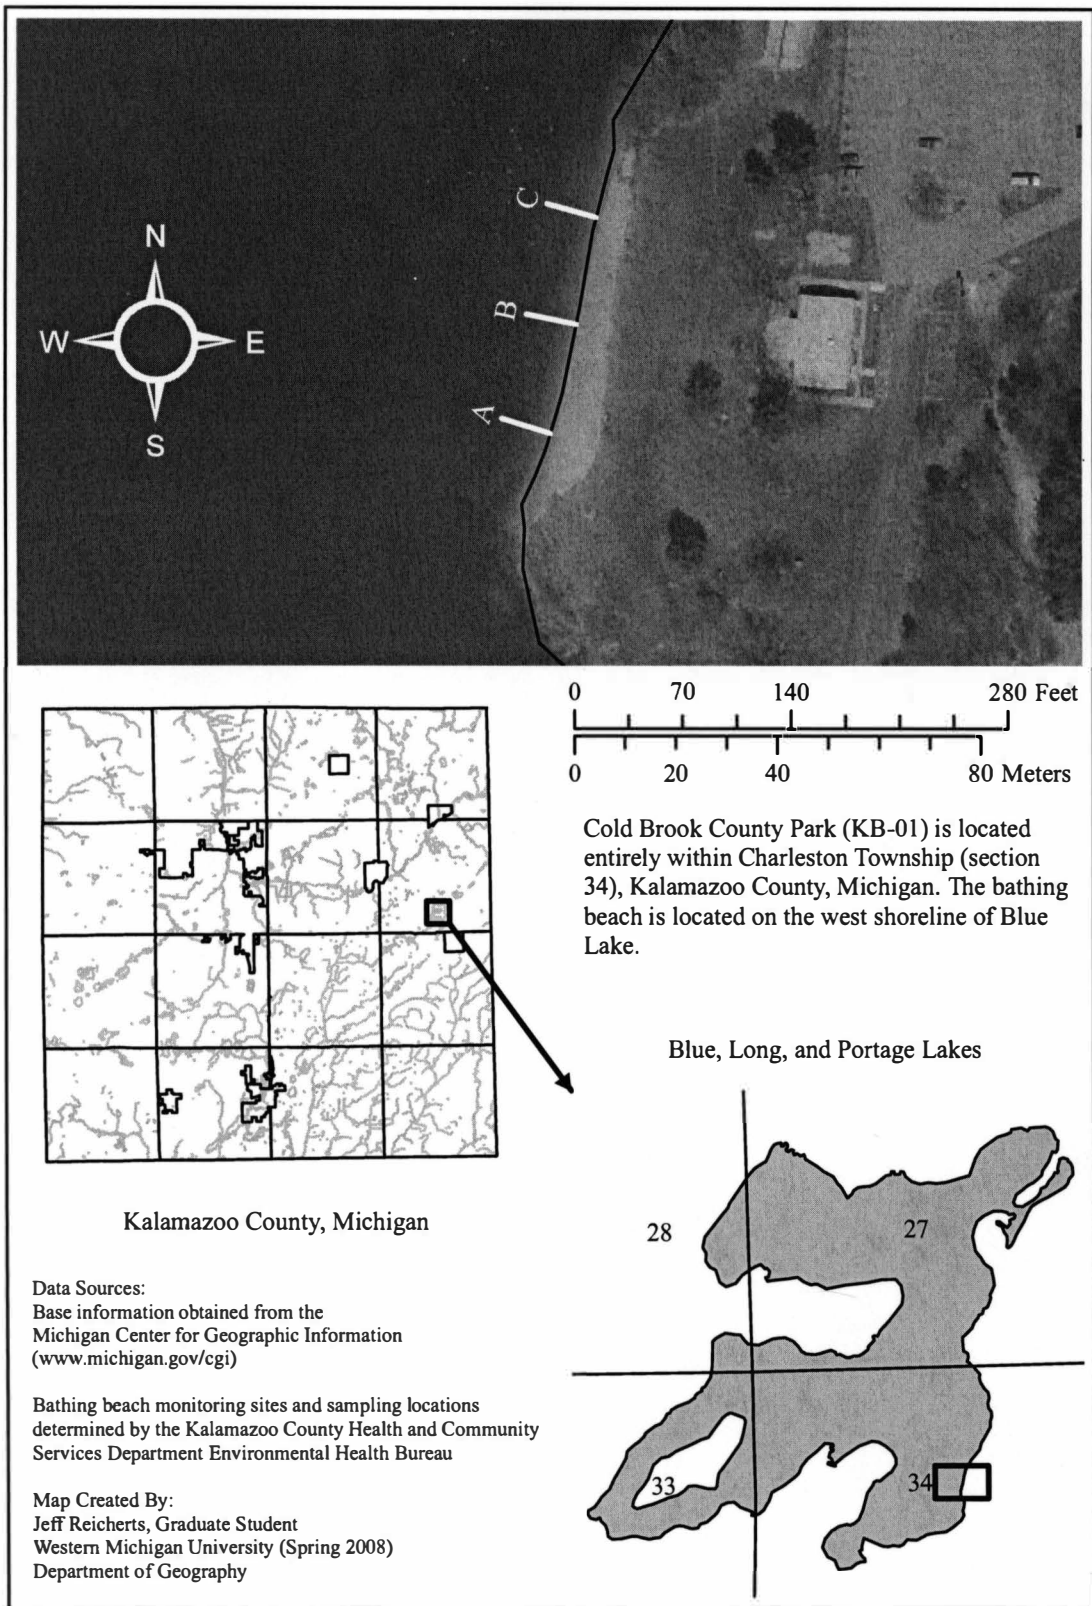 N
W
E
S
C
B
A
0 70 140 280 Feet
0 20 40 80 Meters
Cold Brook County Park (KB-01) is located
entirely within Charleston Township (section
34), Kalamazoo County, Michigan. The bathing
beach is located on the west shoreline of Blue
Lake.
Blue, Long, and Portage Lakes
28
27
33
34
Kalamazoo County, Michigan
Data Sources:
Base information obtained from the
Michigan Center for Geographic Information
(www.michigan.gov/cgi)
Bathing beach monitoring sites and sampling locations
determined by the Kalamazoo County Health and Community
Services Department Environmental Health Bureau
Map Created By:
Jeff Reicherts, Graduate Student
Western Michigan University (Spring 2008)
Department of Geography